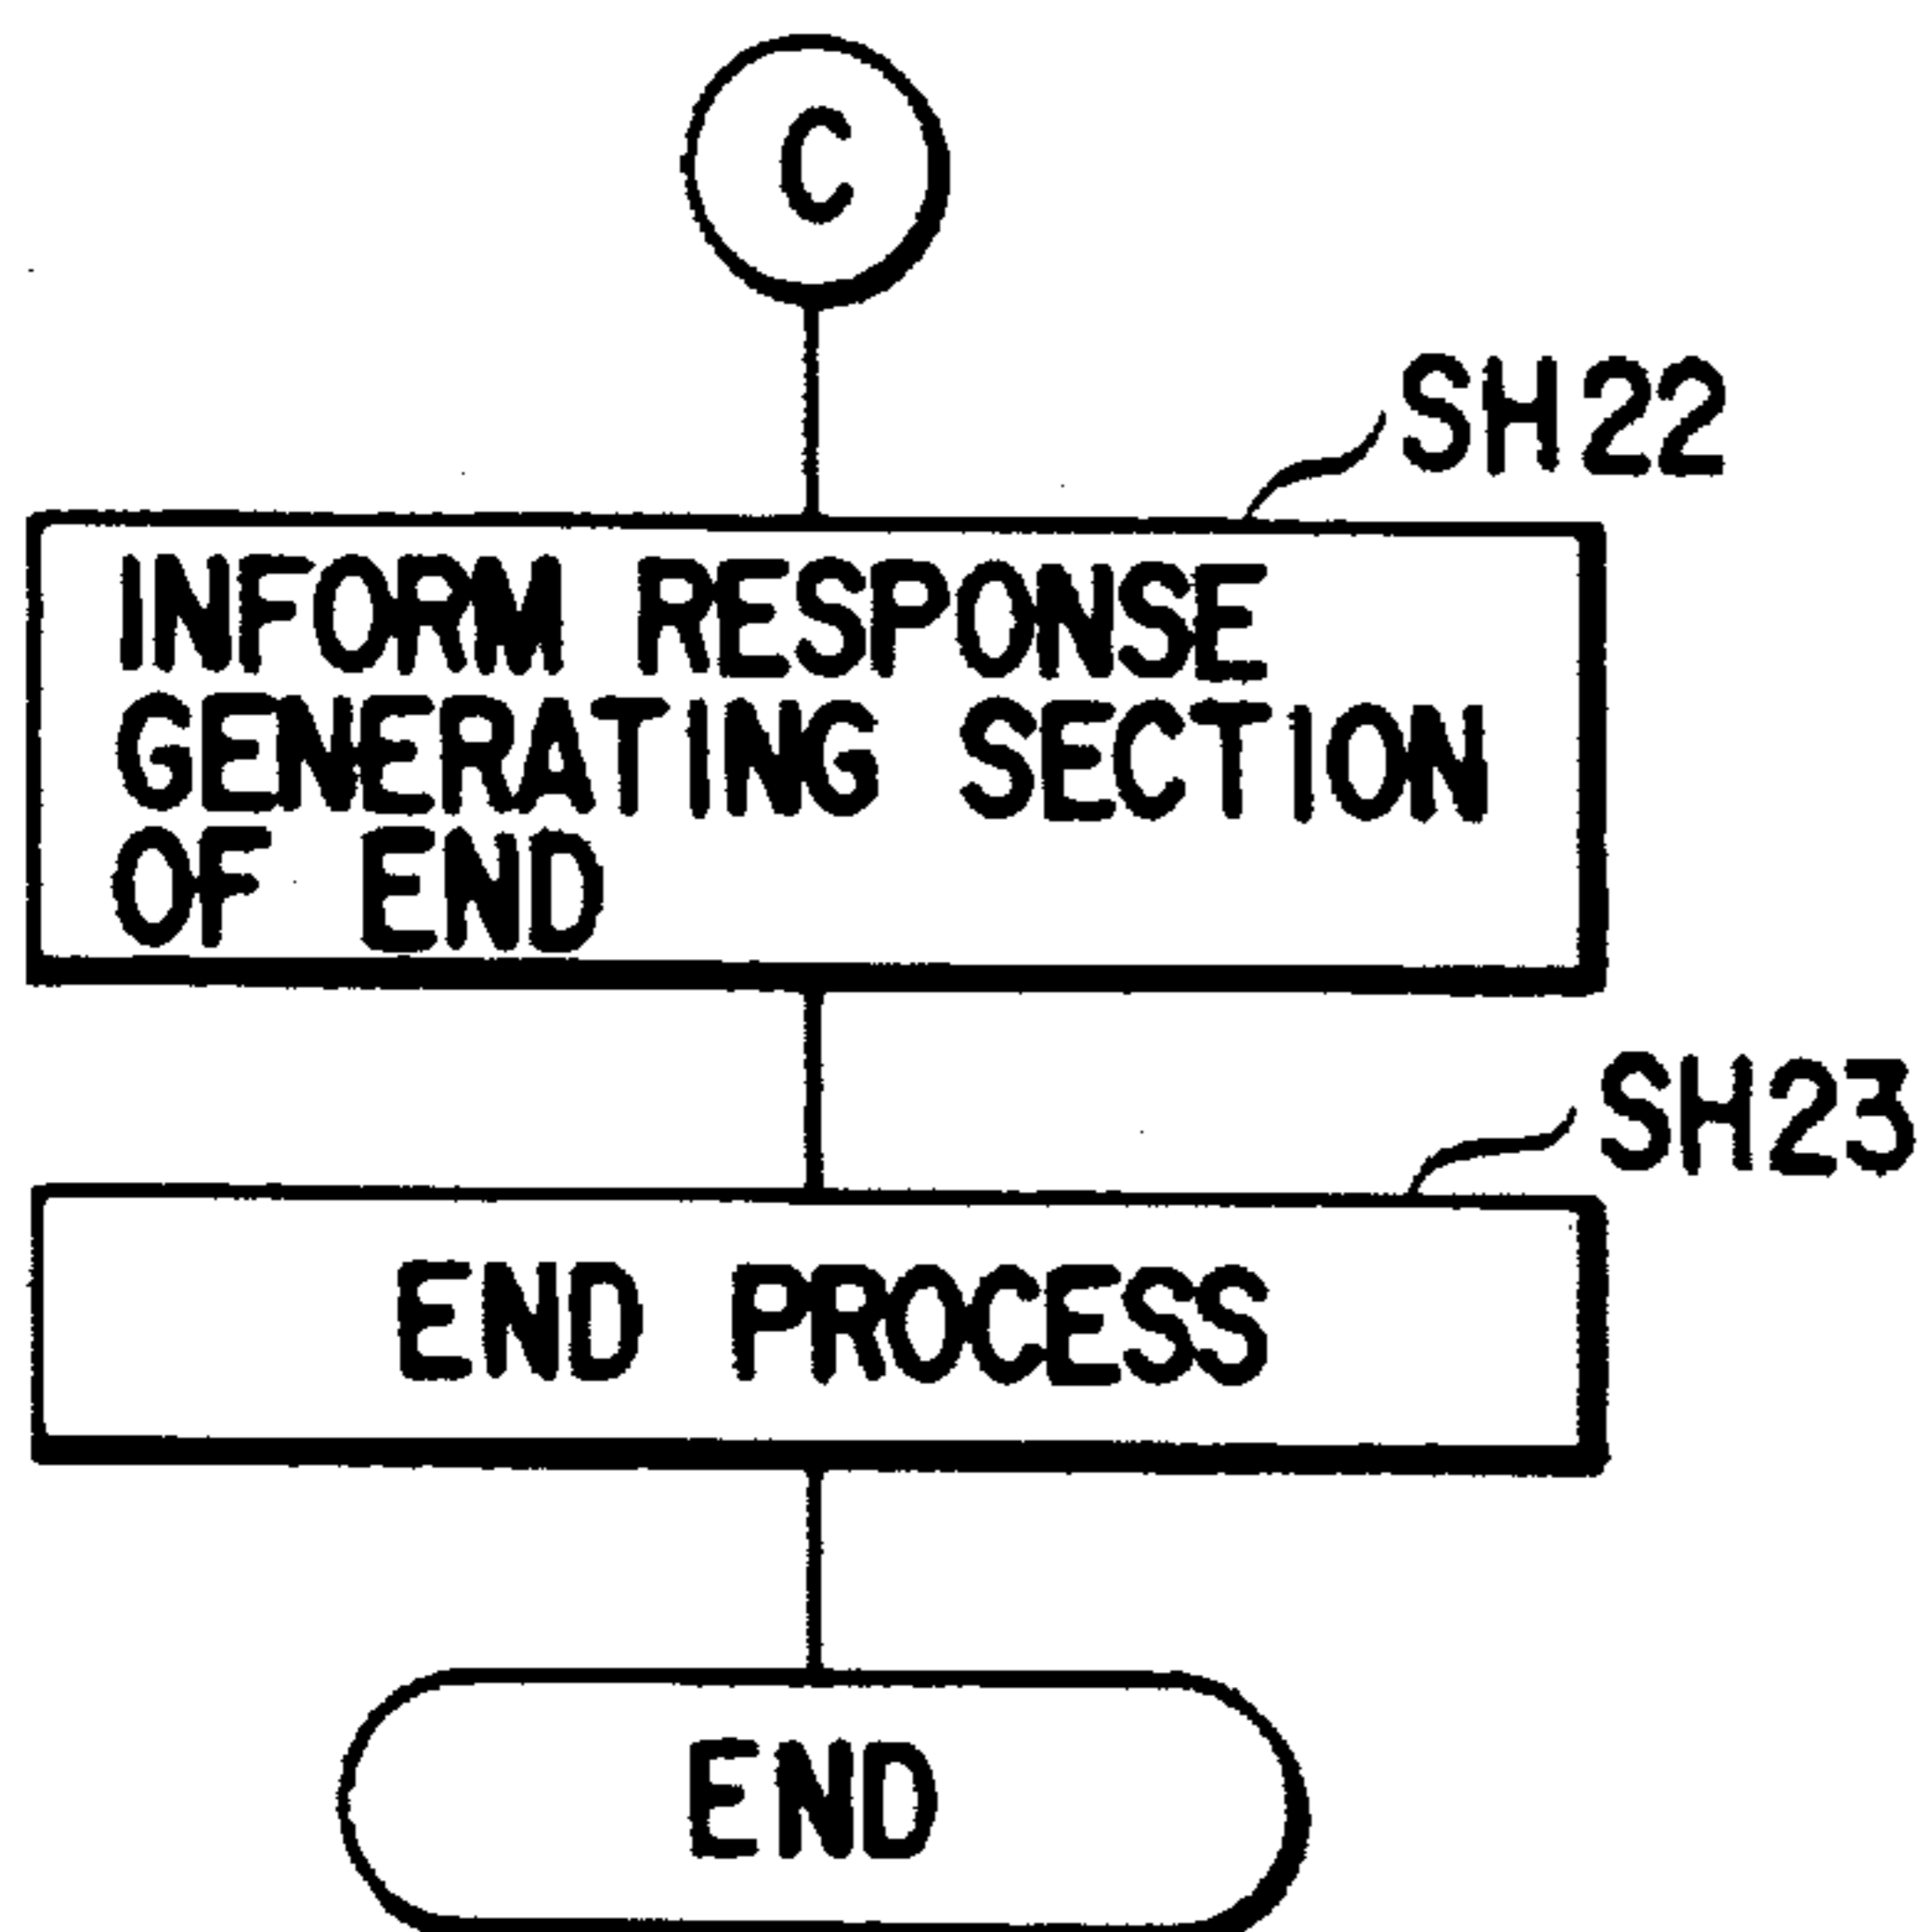 C
SH22
INFORM RESPONSE
GENERATING SECTION
OF END
SH23
END PROCESS
END